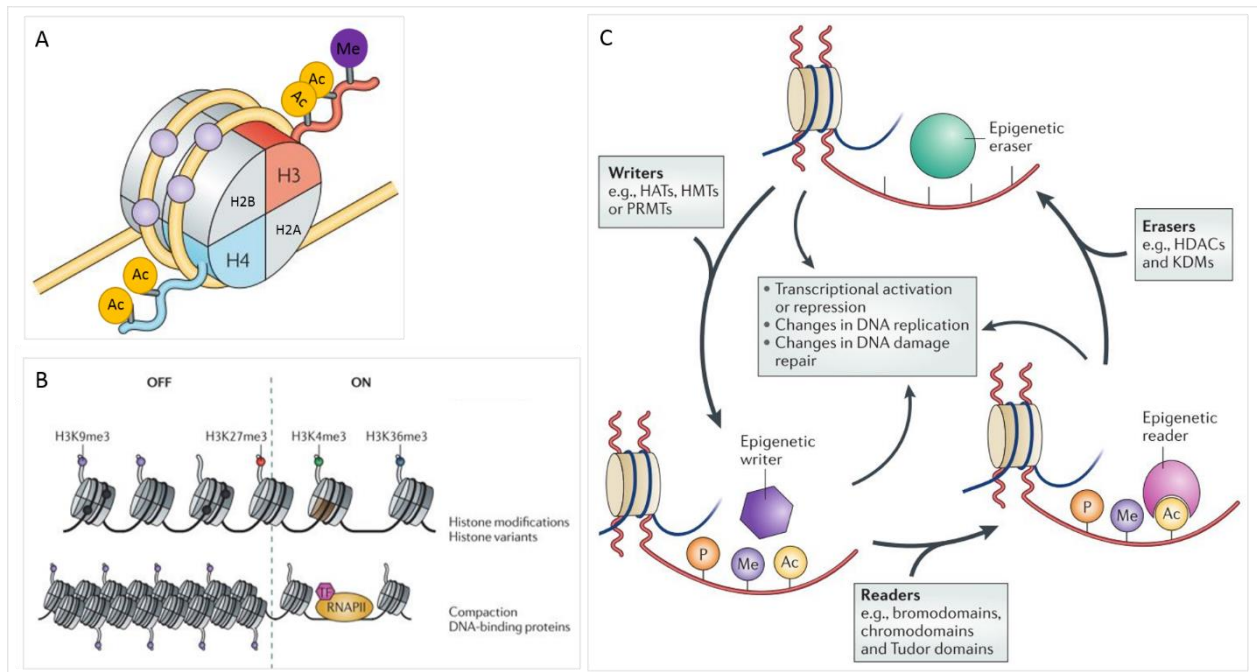 A
Me
Ac
Ac
H3
H2B
H2A
H4
Ac
Ac
B
OFF
ON
H3K9me3
H3K27me3
H3K4me3
H3K36me3
Histone modifications
Histone variants
TF
RNAPII
Compaction
DNA-binding proteins
C
Epigenetic
eraser
Writers
e.g., HATs, HMTs
or PRMTs
Erasers
e.g., HDACs
and KDMs
• Transcriptional activation
or repression
• Changes in DNA replication
• Changes in DNA damage
repair
Epigenetic
writer
P
Me
Ac
Epigenetic
reader
P
Me
Ac
Readers
e.g., bromodomains,
chromodomains
and Tudor domains